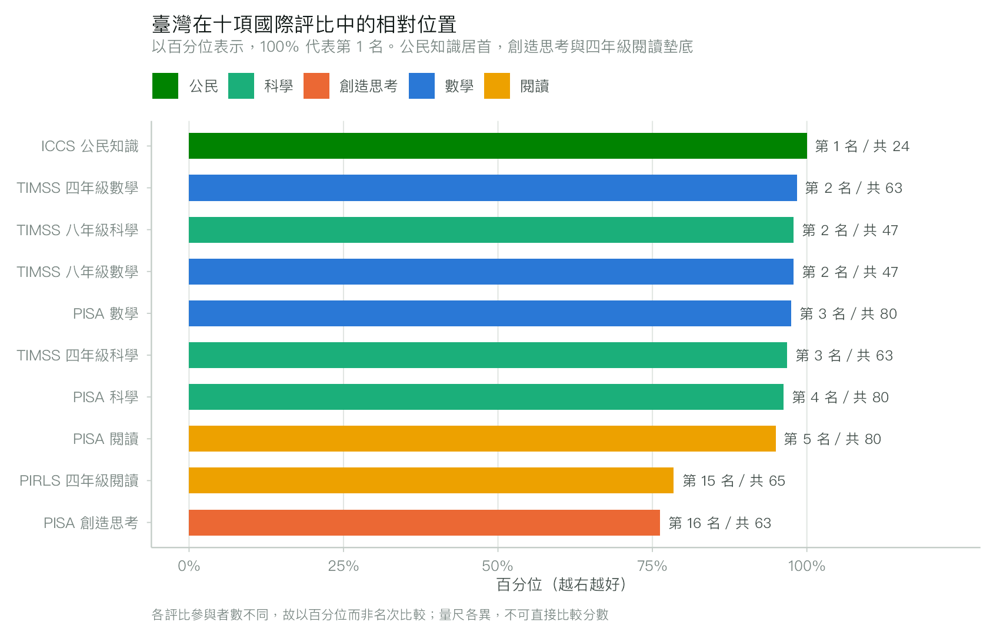 臺灣在十項國際評比中的相對位置
以百分位表示，100% 代表第 1 名。公民知識居首，創造思考與四年級閱讀墊底
公民 科學 創造思考 數學 閱讀
ICCS 公民知識 第 1 名 / 共 24
TIMSS 四年級數學 第 2 名 / 共 63
TIMSS 八年級科學 第 2 名 / 共 47
TIMSS 八年級數學 第 2 名 / 共 47
PISA 數學 第 3 名 / 共 80
TIMSS 四年級科學 第 3 名 / 共 63
PISA 科學 第 4 名 / 共 80
PISA 閱讀 第 5 名 / 共 80
PIRLS 四年級閱讀 第 15 名 / 共 65
PISA 創造思考 第 16 名 / 共 63
0% 25% 50% 75% 100%
百分位（越右越好）
各評比參與者數不同，故以百分位而非名次比較；量尺各異，不可直接比較分數